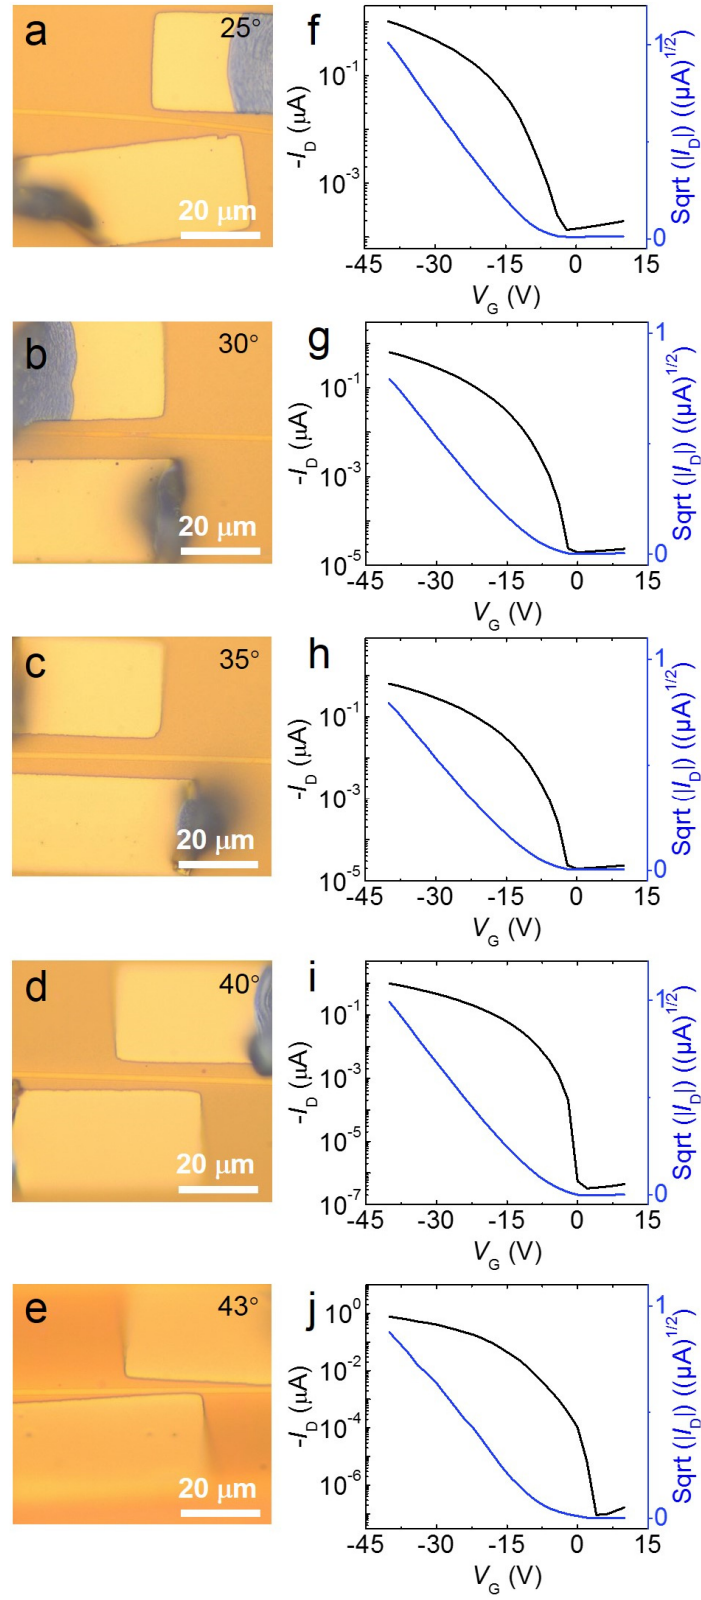 a 25°
20 μm
f
-I_D (μA)
10⁻¹
10⁻³
Sqrt (|I_D|) ((μA)^1/2)
1
0
-45 -30 -15 0 15
V_G (V)
b 30°
20 μm
g
-I_D (μA)
10⁻¹
10⁻³
10⁻⁵
Sqrt (|I_D|) ((μA)^1/2)
1
0
-45 -30 -15 0 15
V_G (V)
c 35°
20 μm
h
-I_D (μA)
10⁻¹
10⁻³
10⁻⁵
Sqrt (|I_D|) ((μA)^1/2)
1
0
-45 -30 -15 0 15
V_G (V)
d 40°
20 μm
i
-I_D (μA)
10⁻¹
10⁻³
10⁻⁵
10⁻⁷
Sqrt (|I_D|) ((μA)^1/2)
1
0
-45 -30 -15 0 15
V_G (V)
e 43°
20 μm
j
-I_D (μA)
10⁰
10⁻²
10⁻⁴
10⁻⁶
Sqrt (|I_D|) ((μA)^1/2)
1
0
-45 -30 -15 0 15
V_G (V)